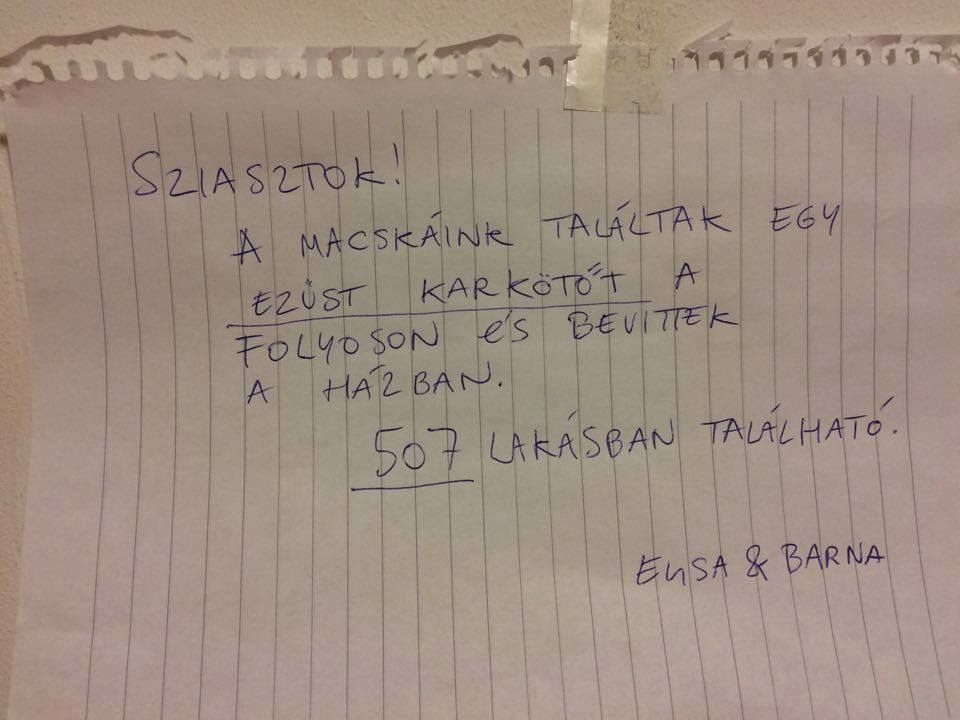 SZIASZTOK!
A MACSKÁINK TALÁLTAK EGY
EZÜST KARKÖTŐT A
FOLYOSON ÉS BEVITTEK
A HÁZBAN.
507 LAKÁSBAN TALÁLHATÓ.
ELISA & BARNA